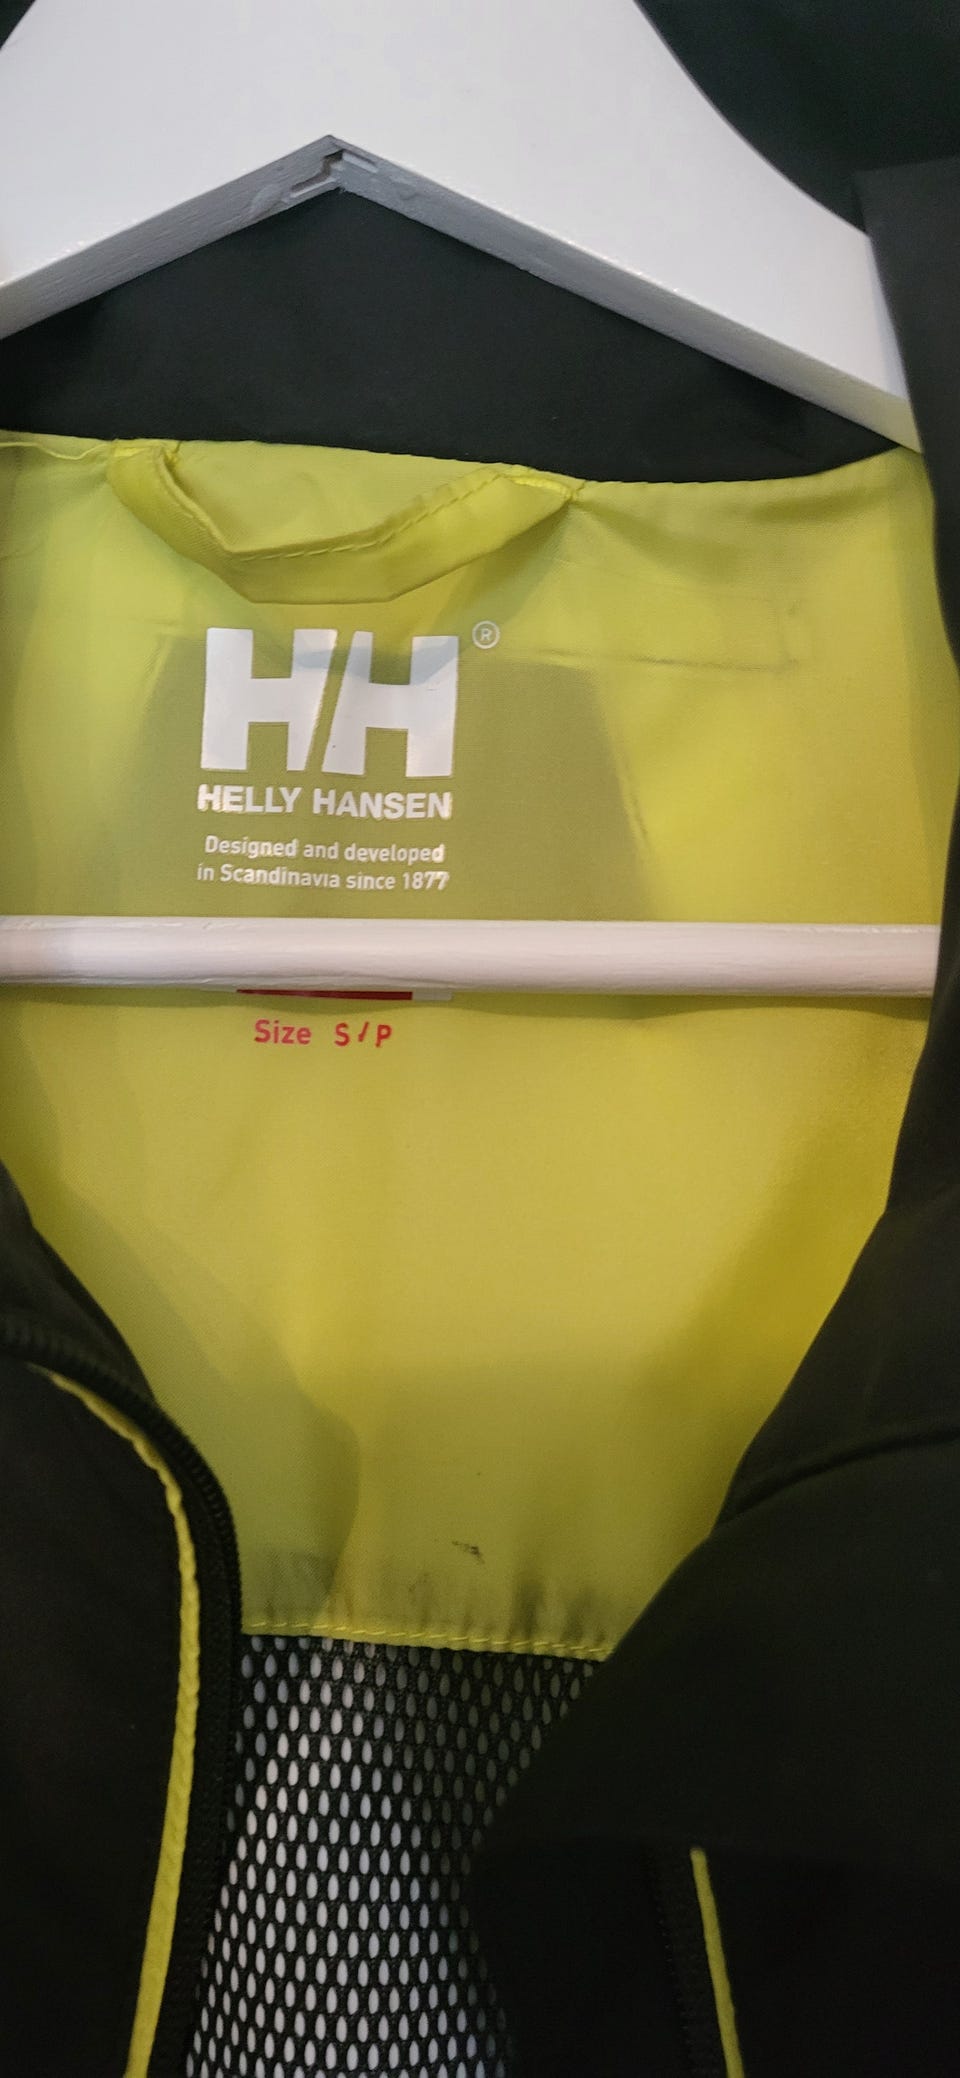 HH®
HELLY HANSEN
Designed and developed
in Scandinavia since 1877
Size S/P